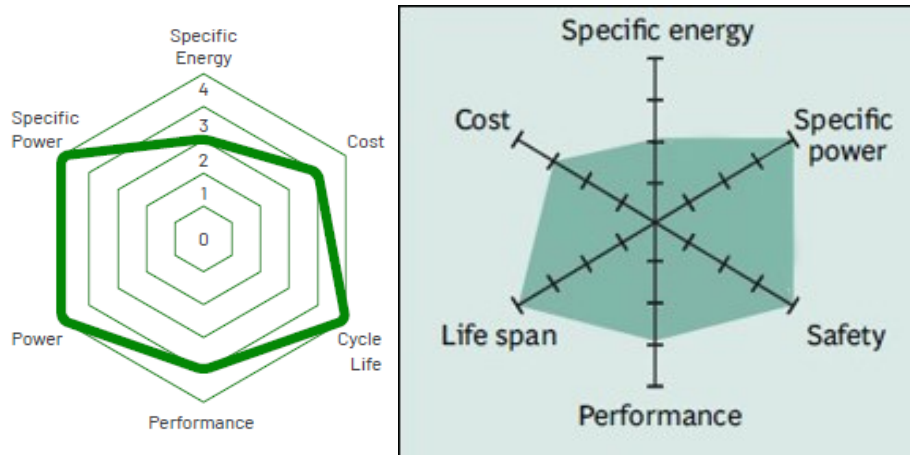 Specific
Energy
4
Specific
Power
3
Cost
2
1
0
Power
Cycle
Life
Performance
Specific energy
Cost
Specific
power
Life span
Safety
Performance